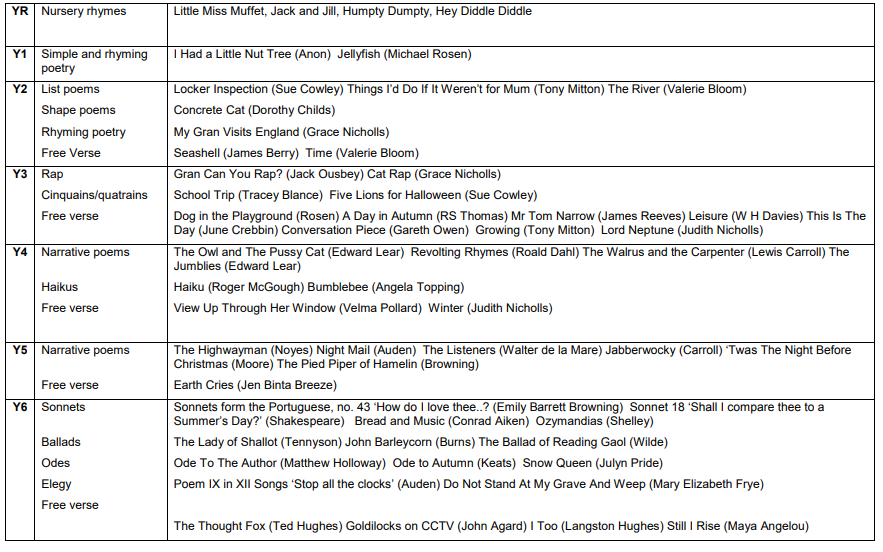 YR Nursery rhymes Little Miss Muffet, Jack and Jill, Humpty Dumpty, Hey Diddle Diddle
Y1 Simple and rhyming poetry I Had a Little Nut Tree (Anon) Jellyfish (Michael Rosen)
Y2 List poems Locker Inspection (Sue Cowley) Things I'd Do If It Weren't for Mum (Tony Mitton) The River (Valerie Bloom)
Shape poems Concrete Cat (Dorothy Childs)
Rhyming poetry My Gran Visits England (Grace Nicholls)
Free Verse Seashell (James Berry) Time (Valerie Bloom)
Y3 Rap Gran Can You Rap? (Jack Ousbey) Cat Rap (Grace Nicholls)
Cinquains/quatrains School Trip (Tracey Blance) Five Lions for Halloween (Sue Cowley)
Free verse Dog in the Playground (Rosen) A Day in Autumn (RS Thomas) Mr Tom Narrow (James Reeves) Leisure (W H Davies) This Is The
Day (June Crebbin) Conversation Piece (Gareth Owen) Growing (Tony Mitton) Lord Neptune (Judith Nicholls)
Y4 Narrative poems The Owl and The Pussy Cat (Edward Lear) Revolting Rhymes (Roald Dahl) The Walrus and the Carpenter (Lewis Carroll) The
Jumblies (Edward Lear)
Haikus Haiku (Roger McGough) Bumblebee (Angela Topping)
Free verse View Up Through Her Window (Velma Pollard) Winter (Judith Nicholls)
Y5 Narrative poems The Highwayman (Noyes) Night Mail (Auden) The Listeners (Walter de la Mare) Jabberwocky (Carroll) 'Twas The Night Before
Christmas (Moore) The Pied Piper of Hamelin (Browning)
Free verse Earth Cries (Jen Binta Breeze)
Y6 Sonnets Sonnets form the Portuguese, no. 43 'How do I love thee..? (Emily Barrett Browning) Sonnet 18 'Shall I compare thee to a
Summer's Day?' (Shakespeare) Bread and Music (Conrad Aiken) Ozymandias (Shelley)
Ballads The Lady of Shallot (Tennyson) John Barleycorn (Burns) The Ballad of Reading Gaol (Wilde)
Odes Ode To The Author (Matthew Holloway) Ode to Autumn (Keats) Snow Queen (Julyn Pride)
Elegy Poem IX in XII Songs 'Stop all the clocks' (Auden) Do Not Stand At My Grave And Weep (Mary Elizabeth Frye)
Free verse
The Thought Fox (Ted Hughes) Goldilocks on CCTV (John Agard) I Too (Langston Hughes) Still I Rise (Maya Angelou)